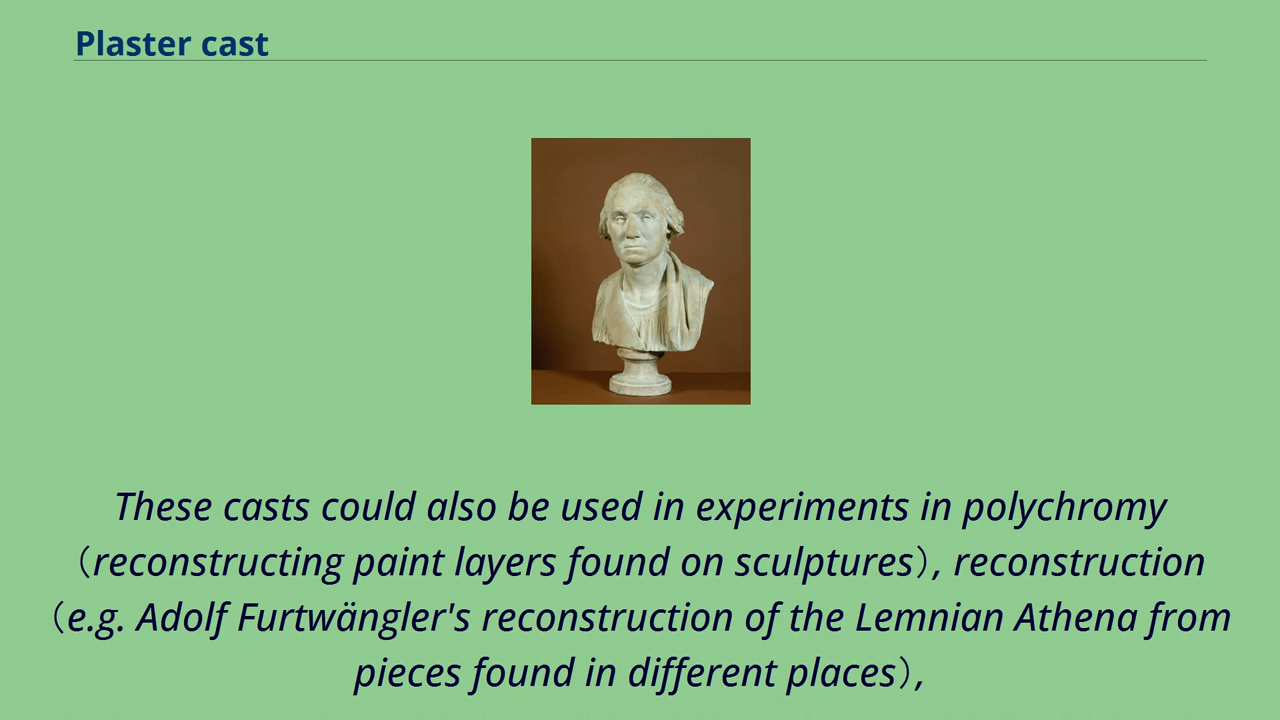 Plaster cast
These casts could also be used in experiments in polychromy
（reconstructing paint layers found on sculptures）, reconstruction
（e.g. Adolf Furtwängler's reconstruction of the Lemnian Athena from
pieces found in different places）,